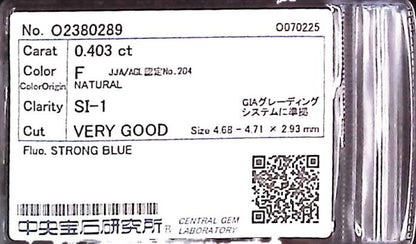 No. O2380289 O070225
Carat 0.403 ct
Color F JJA/AGL認定No.204
ColorOrigin NATURAL
Clarity SI-1 GIAグレーディング
システムに準拠
Cut VERY GOOD Size 4.68 - 4.71 × 2.93 mm
Fluo. STRONG BLUE
中央宝石研究所® CENTRAL GEM
LABORATORY